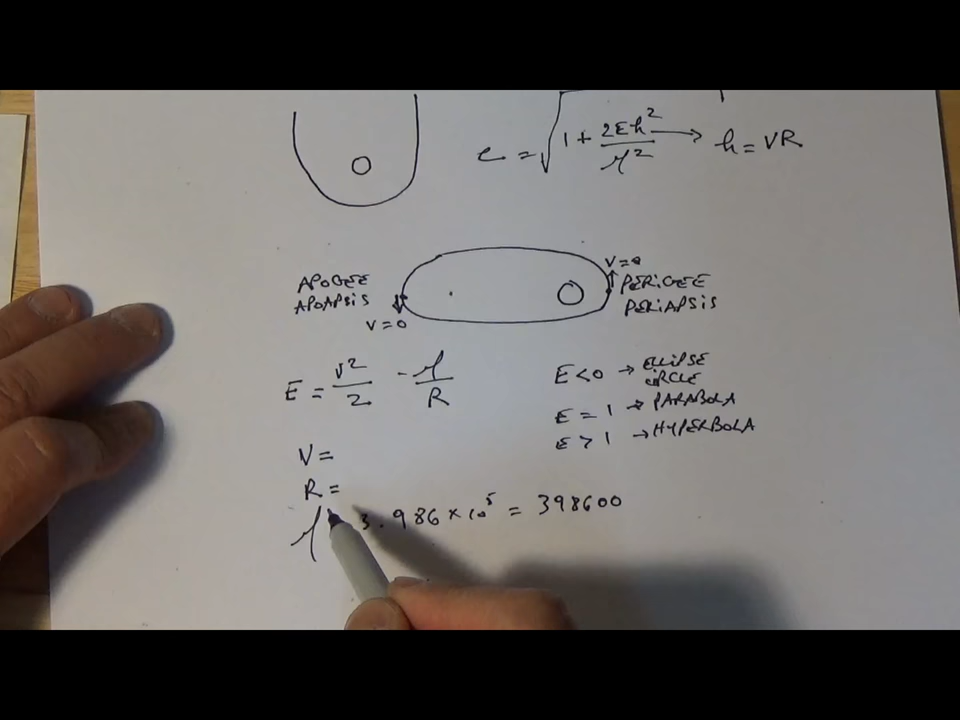 e = √1 + 2Eh² / μ² → h = VR
V = 0
APOGEE
APOAPSIS
PERIGEE
PERIAPSIS
V = 0
E = V²/2 - μ/R
E < 0 → ELLIPSE
CIRCLE
E = 1 → PARABOLA
E > 1 → HYPERBOLA
V =
R =
μ 3.986 × 10⁵ = 398600